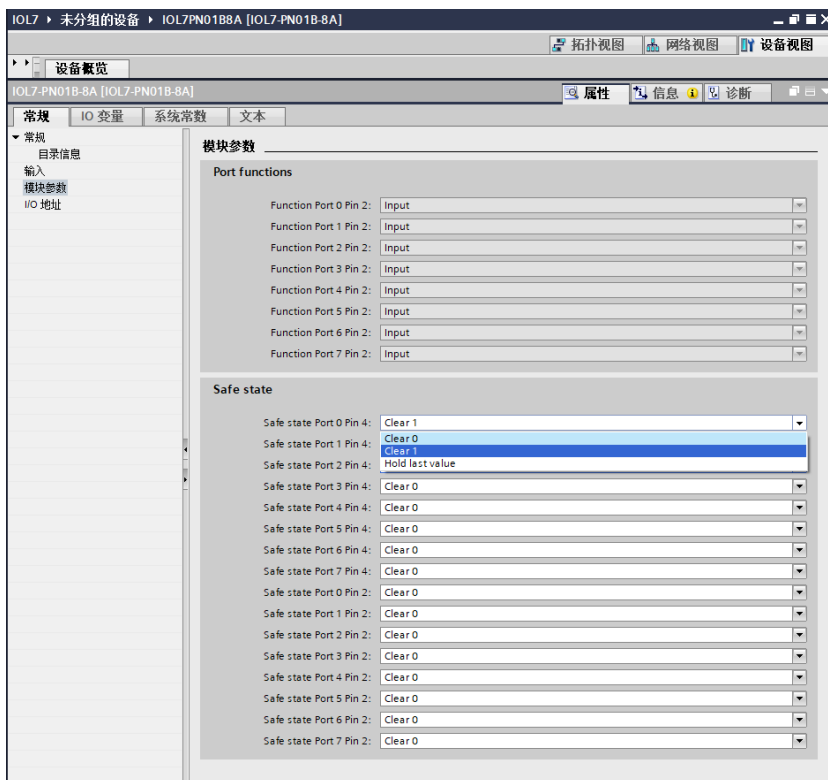 IOL7 ▸ 未分组的设备 ▸ IOL7PN01B8A [IOL7-PN01B-8A]
拓扑视图 网络视图 设备视图
设备概览
IOL7-PN01B-8A [IOL7-PN01B-8A] 属性 信息 诊断
常规 IO 变量 系统常数 文本
常规
目录信息
输入
模块参数
I/O 地址
模块参数
Port functions
Function Port 0 Pin 2: Input
Function Port 1 Pin 2: Input
Function Port 2 Pin 2: Input
Function Port 3 Pin 2: Input
Function Port 4 Pin 2: Input
Function Port 5 Pin 2: Input
Function Port 6 Pin 2: Input
Function Port 7 Pin 2: Input
Safe state
Safe state Port 0 Pin 4: Clear 1
Clear 0
Safe state Port 1 Pin 4: Clear 1
Safe state Port 2 Pin 4: Hold last value
Safe state Port 3 Pin 4: Clear 0
Safe state Port 4 Pin 4: Clear 0
Safe state Port 5 Pin 4: Clear 0
Safe state Port 6 Pin 4: Clear 0
Safe state Port 7 Pin 4: Clear 0
Safe state Port 0 Pin 2: Clear 0
Safe state Port 1 Pin 2: Clear 0
Safe state Port 2 Pin 2: Clear 0
Safe state Port 3 Pin 2: Clear 0
Safe state Port 4 Pin 2: Clear 0
Safe state Port 5 Pin 2: Clear 0
Safe state Port 6 Pin 2: Clear 0
Safe state Port 7 Pin 2: Clear 0